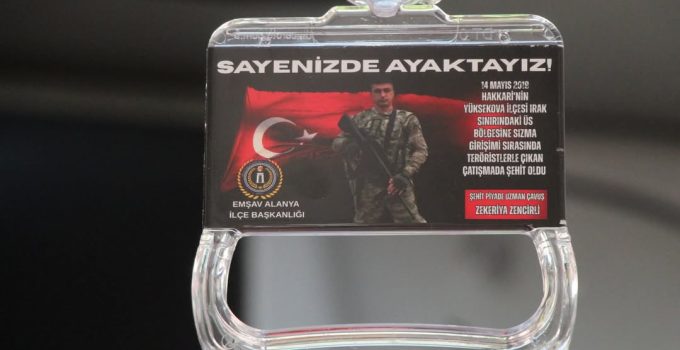 SAYENİZDE AYAKTAYIZ!
14 MAYIS 2019
HAKKARİ'NİN
YÜKSEKOVA İLÇESİ IRAK
SINIRINDAKİ ÜS
BÖLGESİNE SIZMA
GİRİŞİMİ SIRASINDA
TERÖRİSTLERLE ÇIKAN
ÇATIŞMADA ŞEHİT OLDU
ŞEHİT PİYADE UZMAN ÇAVUŞ
ZEKERİYA ZENCİRLİ
EMŞAV ALANYA
İLÇE BAŞKANLIĞI